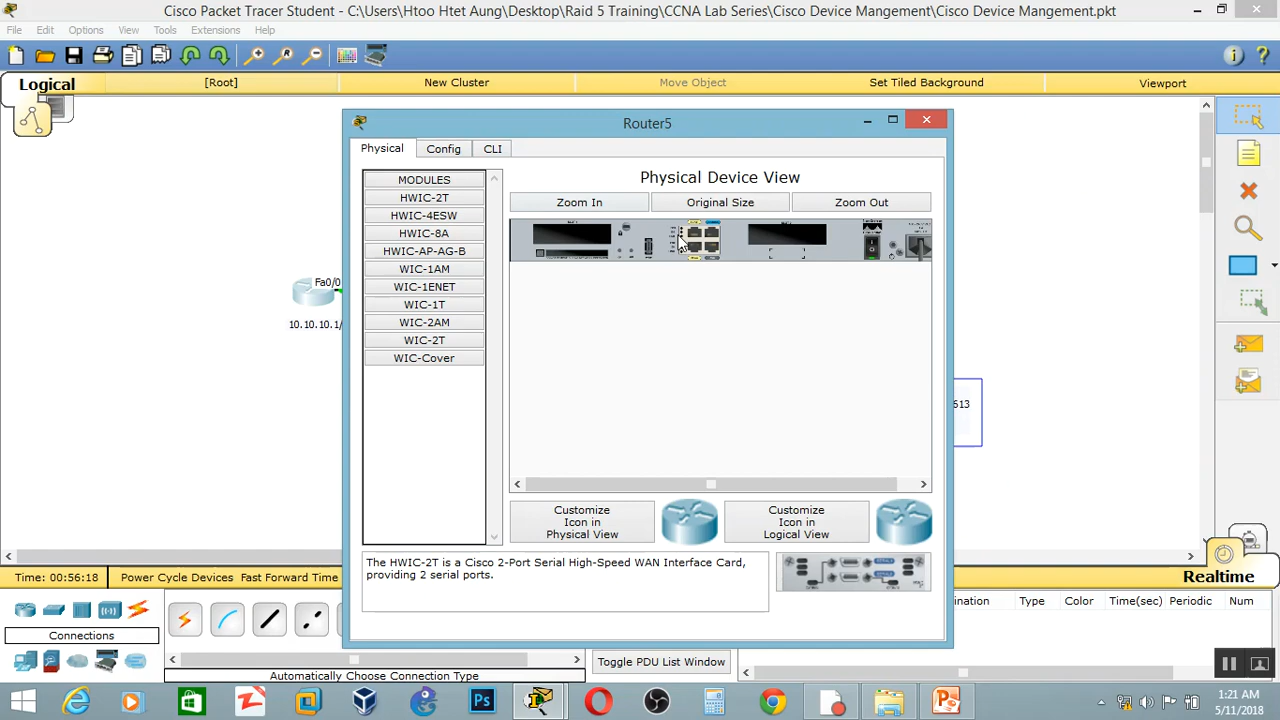 Cisco Packet Tracer Student - C:\Users\Htoo Htet Aung\Desktop\Raid 5 Training\CCNA Lab Series\Cisco Device Mangement\Cisco Device Mangement.pkt
File Edit Options View Tools Extensions Help
Logical
[Root]
New Cluster
Move Object
Set Tiled Background
Viewport
Router5
Physical Config CLI
MODULES
HWIC-2T
HWIC-4ESW
HWIC-8A
HWIC-AP-AG-B
WIC-1AM
WIC-1ENET
WIC-1T
WIC-2AM
WIC-2T
WIC-Cover
Physical Device View
Zoom In
Original Size
Zoom Out
Fa0/0
10.10.10.1/
613
Customize
Icon in
Physical View
Customize
Icon in
Logical View
The HWIC-2T is a Cisco 2-Port Serial High-Speed WAN Interface Card,
providing 2 serial ports.
Time: 00:56:18
Power Cycle Devices Fast Forward Time
Realtime
Connections
ination Type Color Time(sec) Periodic Num
Toggle PDU List Window
Automatically Choose Connection Type
1:21 AM
5/11/2018